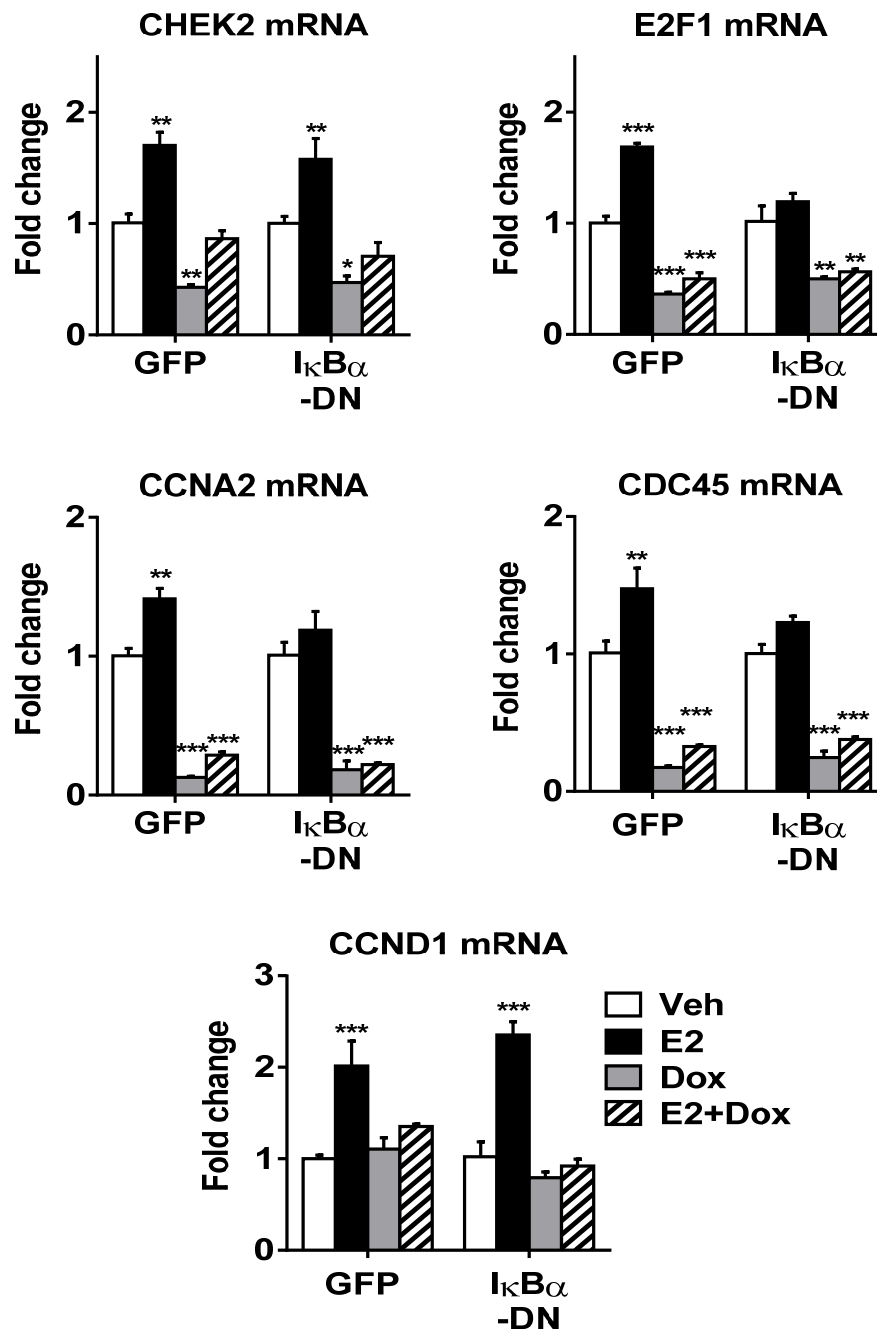 CHEK2 mRNA
Fold change
2
1
0
** ** ** *
GFP IκBα
-DN
E2F1 mRNA
Fold change
2
1
0
*** *** *** ** **
GFP IκBα
-DN
CCNA2 mRNA
Fold change
2
1
0
** *** *** *** ***
GFP IκBα
-DN
CDC45 mRNA
Fold change
2
1
0
** *** *** *** ***
GFP IκBα
-DN
CCND1 mRNA
Fold change
3
2
1
0
*** ***
GFP IκBα
-DN
Veh
E2
Dox
E2+Dox